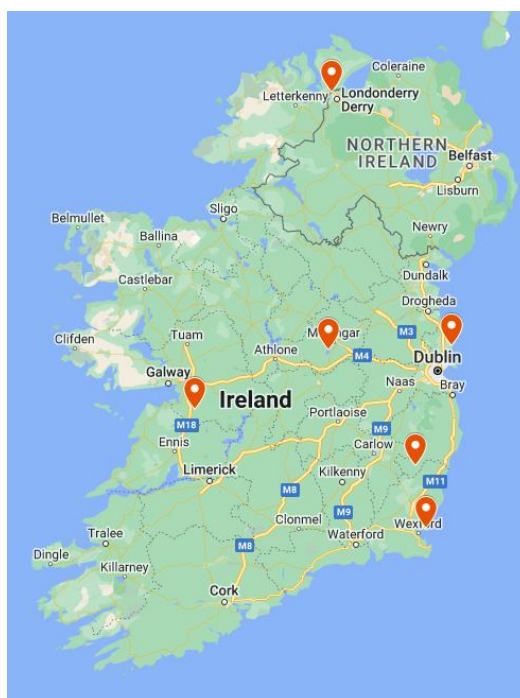 Coleraine
Letterkenny
Londonderry
Derry
NORTHERN
IRELAND
Belfast
Lisburn
Sligo
Belmullet
Ballina
Newry
Dundalk
Castlebar
Drogheda
Clifden
Tuam
M3
Athlone
M4
Dublin
Galway
Naas
Bray
Ireland
M18
Portlaoise
M9
Ennis
Carlow
Limerick
Kilkenny
M11
M8
Clonmel
M9
Wexford
Tralee
Waterford
Dingle
M8
Killarney
Cork